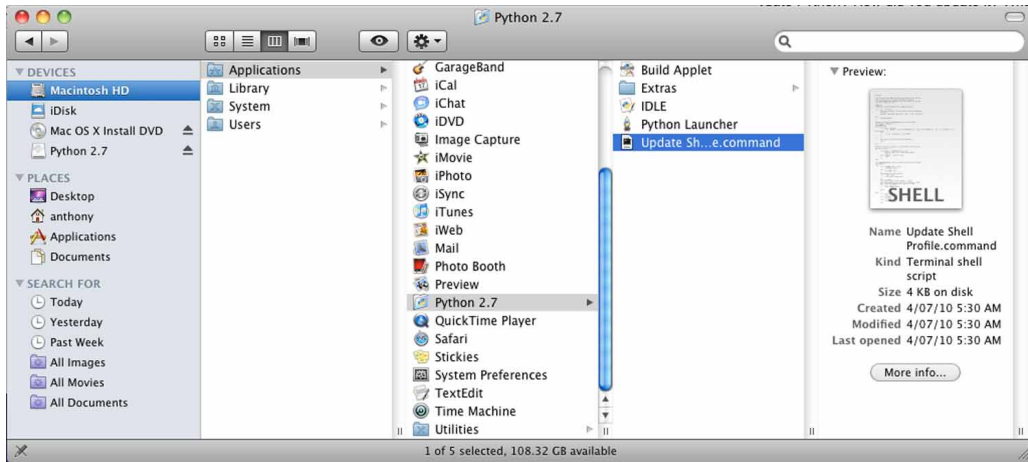 Python 2.7
DEVICES
Macintosh HD
iDisk
Mac OS X Install DVD
Python 2.7
PLACES
Desktop
anthony
Applications
Documents
SEARCH FOR
Today
Yesterday
Past Week
All Images
All Movies
All Documents
Applications
Library
System
Users
GarageBand
iCal
iChat
iDVD
Image Capture
iMovie
iPhoto
iSync
iTunes
iWeb
Mail
Photo Booth
Preview
Python 2.7
QuickTime Player
Safari
Stickies
System Preferences
TextEdit
Time Machine
Utilities
Build Applet
Extras
IDLE
Python Launcher
Update Sh...e.command
Preview:
SHELL
Name Update Shell
Profile.command
Kind Terminal shell
script
Size 4 KB on disk
Created 4/07/10 5:30 AM
Modified 4/07/10 5:30 AM
Last opened 4/07/10 5:30 AM
More info...
1 of 5 selected, 108.32 GB available